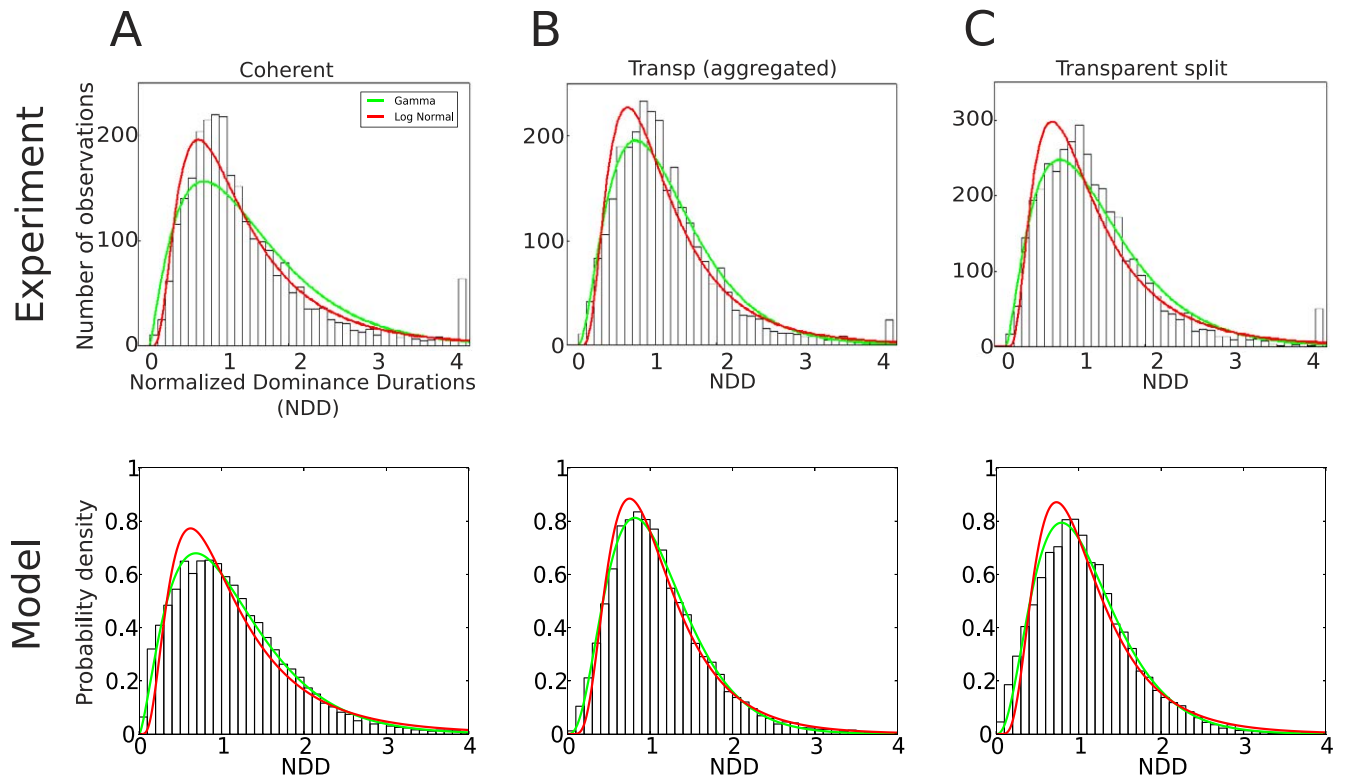 A
B
C
Experiment
Coherent
Transp (aggregated)
Transparent split
Gamma
Log Normal
Number of observations
200
100
0
200
100
0
300
200
100
0
0 1 2 3 4
0 1 2 3 4
0 1 2 3 4
Normalized Dominance Durations
(NDD)
NDD
NDD
Model
Probability density
1
0.8
0.6
0.4
0.2
0
1
0.8
0.6
0.4
0.2
0
1
0.8
0.6
0.4
0.2
0
0 1 2 3 4
0 1 2 3 4
0 1 2 3 4
NDD
NDD
NDD